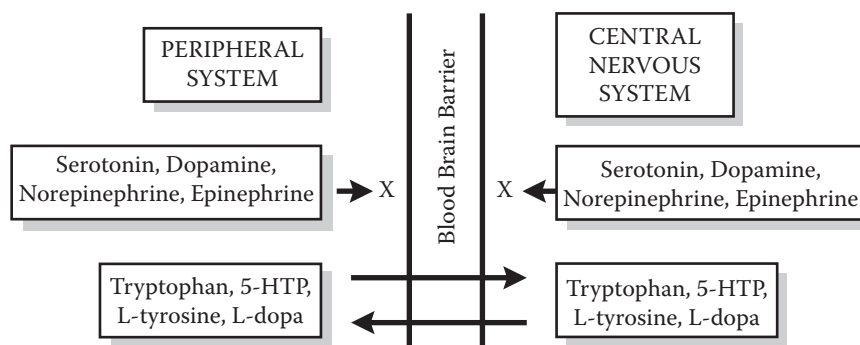 PERIPHERAL
SYSTEM
Blood Brain Barrier
CENTRAL
NERVOUS
SYSTEM
Serotonin, Dopamine,
Norepinephrine, Epinephrine
X
X
Serotonin, Dopamine,
Norepinephrine, Epinephrine
Tryptophan, 5-HTP,
L-tyrosine, L-dopa
Tryptophan, 5-HTP,
L-tyrosine, L-dopa